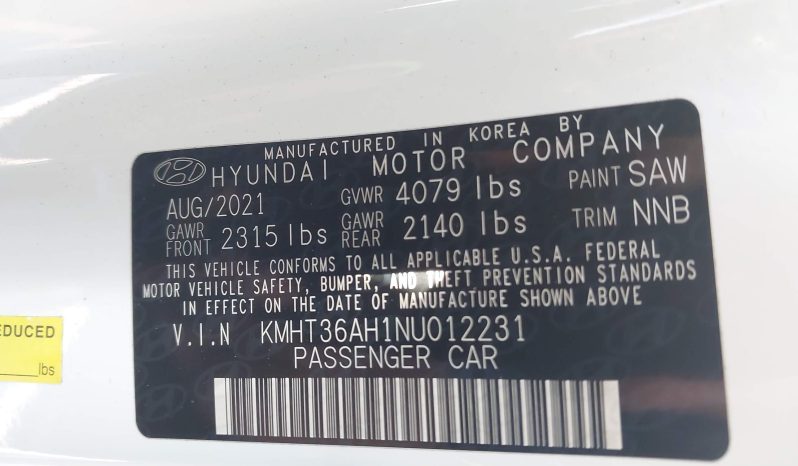 MANUFACTURED IN KOREA BY
HYUNDAI MOTOR COMPANY
AUG/2021 GVWR 4079 lbs PAINT SAW
GAWR FRONT 2315 lbs GAWR REAR 2140 lbs TRIM NNB
THIS VEHICLE CONFORMS TO ALL APPLICABLE U.S.A. FEDERAL
MOTOR VEHICLE SAFETY, BUMPER, AND THEFT PREVENTION STANDARDS
IN EFFECT ON THE DATE OF MANUFACTURE SHOWN ABOVE
V.I.N KMHT36AH1NU012231
PASSENGER CAR
EDUCED
lbs